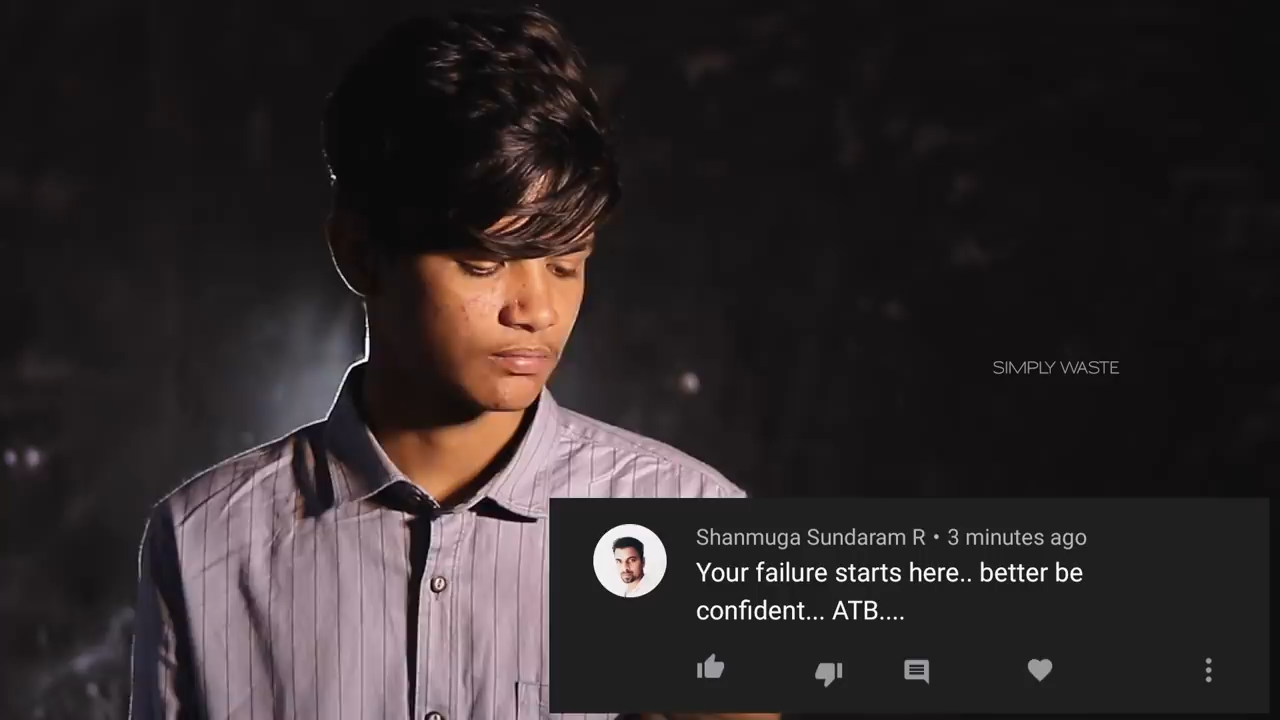 SIMPLY WASTE
Shanmuga Sundaram R • 3 minutes ago
Your failure starts here.. better be
confident... ATB....